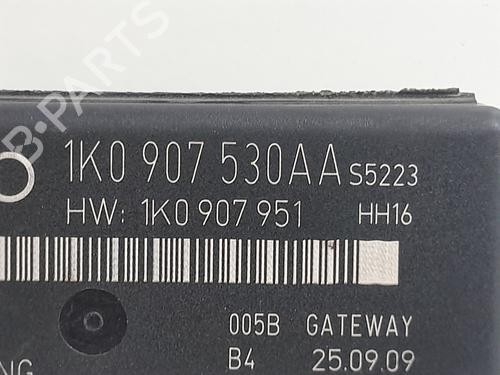 B-PARTS
1K0 907 530AA S5223
HW: 1K0 907 951 HH16
005B GATEWAY
B4 25.09.09